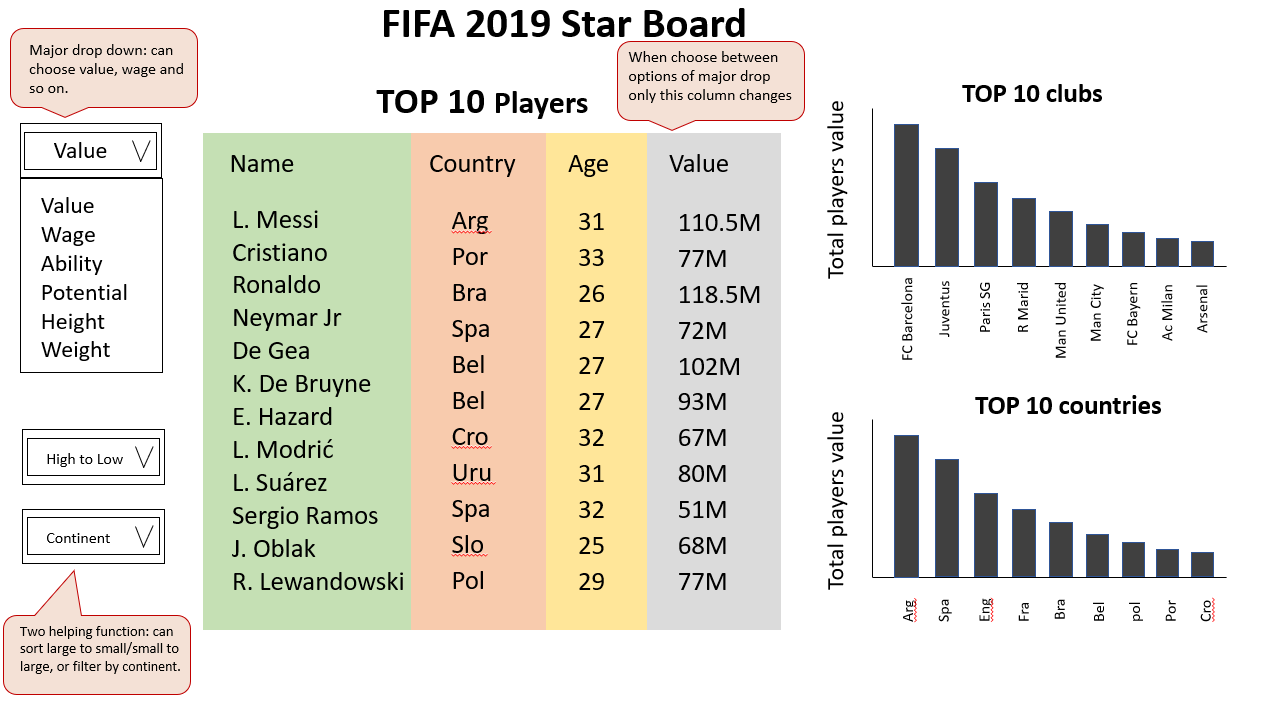 FIFA 2019 Star Board
Major drop down: can
choose value, wage and
so on.
When choose between
options of major drop
only this column changes
TOP 10 Players
Value
Value
Wage
Ability
Potential
Height
Weight
High to Low
Continent
Two helping function: can
sort large to small/small to
large, or filter by continent.
Name
L. Messi
Cristiano
Ronaldo
Neymar Jr
De Gea
K. De Bruyne
E. Hazard
L. Modrić
L. Suárez
Sergio Ramos
J. Oblak
R. Lewandowski
Country
Arg
Por
Bra
Spa
Bel
Bel
Cro
Uru
Spa
Slo
Pol
Age
31
33
26
27
27
27
32
31
32
25
29
Value
110.5M
77M
118.5M
72M
102M
93M
67M
80M
51M
68M
77M
TOP 10 clubs
Total players value
FC Barcelona
Juventus
Paris SG
R Marid
Man United
Man City
FC Bayern
Ac Milan
Arsenal
TOP 10 countries
Total players value
Arg
Spa
Eng
Fra
Bra
Bel
pol
Por
Cro